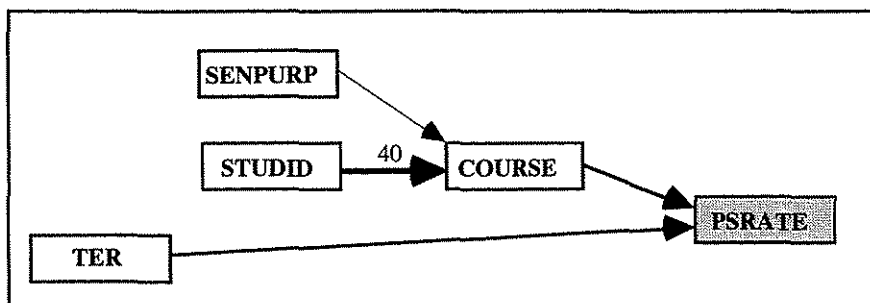 SENPURP
STUDID
40
COURSE
PSRATE
TER